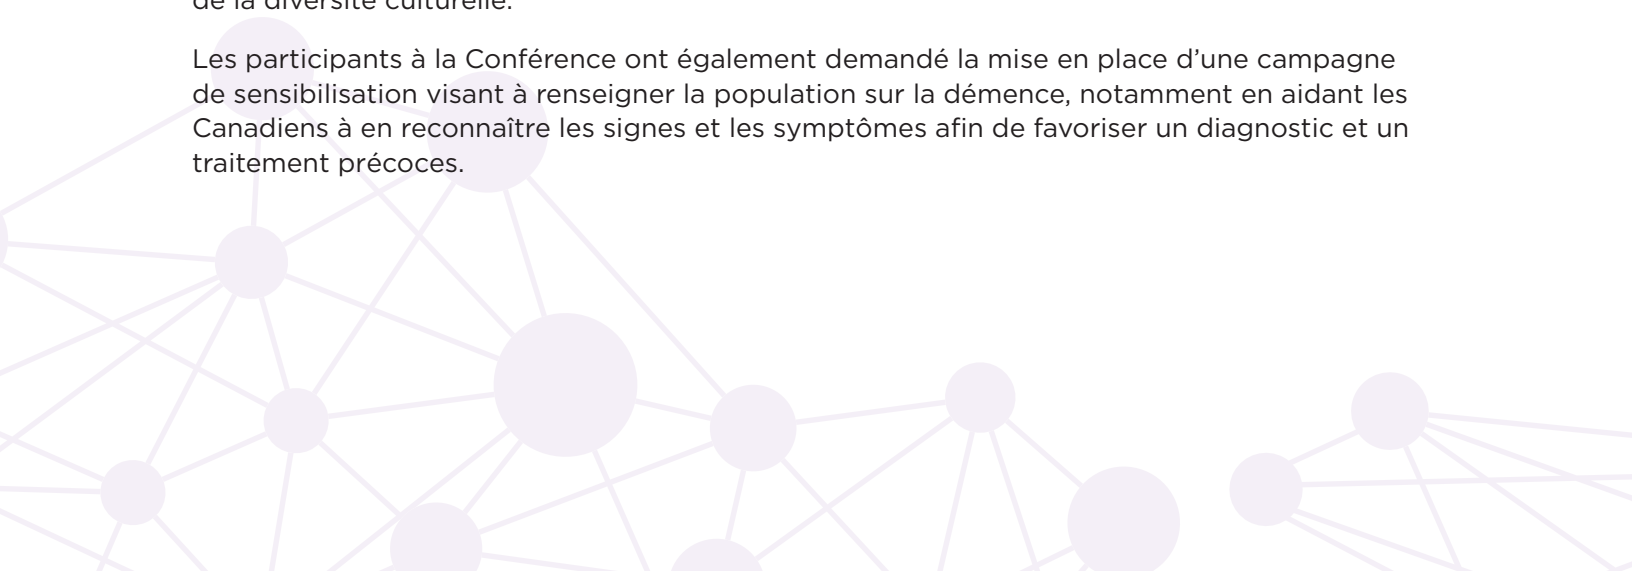 de la diversité culturelle.
Les participants à la Conférence ont également demandé la mise en place d’une campagne
de sensibilisation visant à renseigner la population sur la démence, notamment en aidant les
Canadiens à en reconnaître les signes et les symptômes afin de favoriser un diagnostic et un
traitement précoces.